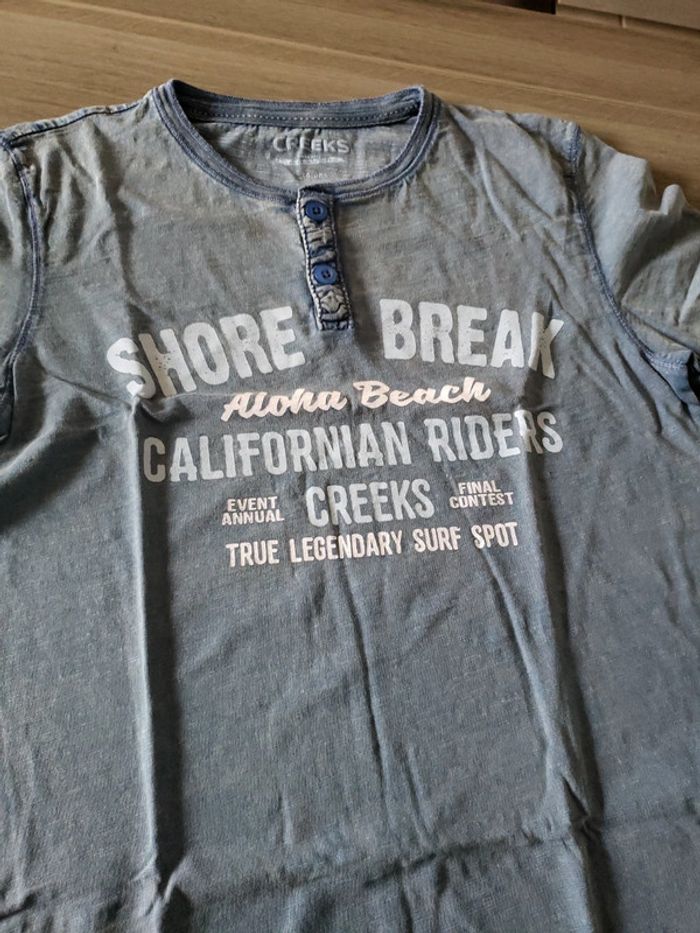 CREEKS
SHORE BREAK
Aloha Beach
CALIFORNIAN RIDERS
EVENT ANNUAL CREEKS FINAL CONTEST
TRUE LEGENDARY SURF SPOT